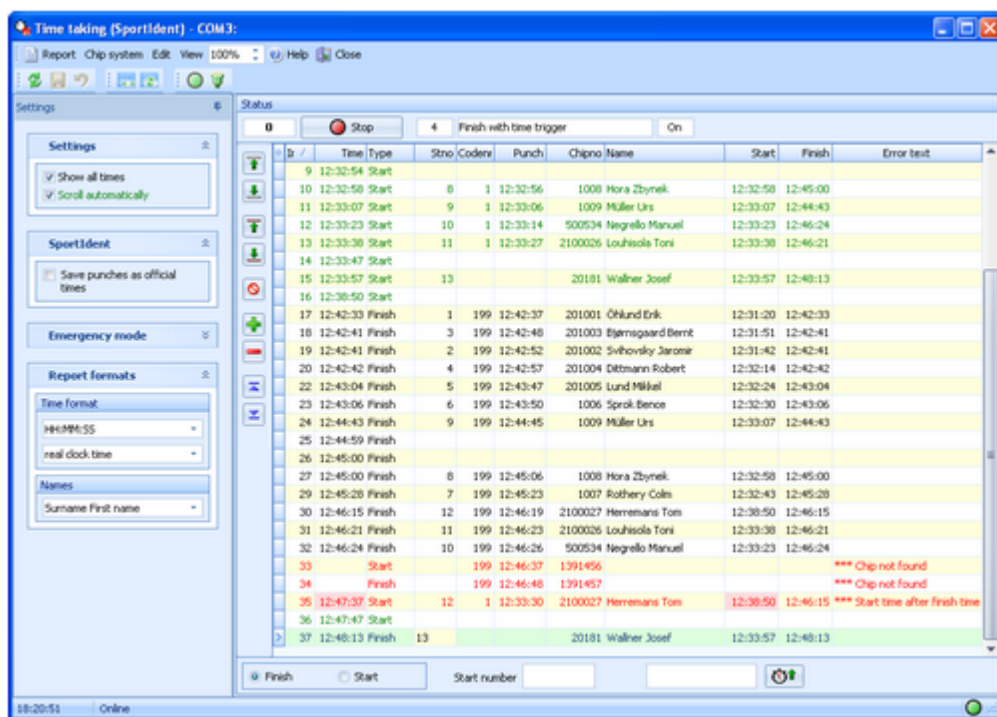 Time taking (SportIdent) - COM3:
Report Chip system Edit View 100% Help Close
Settings
Status
0 Stop 4 Finish with time trigger On
Settings
Show all times
Scroll automatically
SportIdent
Save punches as official
times
Emergency mode
Report formats
Time format
HH:MM:SS
real clock time
Names
Surname First name
Time Type Stno Codenr Punch Chipno Name Start Finish Error text
9 12:32:54 Start
10 12:32:58 Start 8 1 12:32:56 1008 Hora Zbynek 12:32:58 12:45:00
11 12:33:07 Start 9 1 12:33:06 1009 Müller Urs 12:33:07 12:44:43
12 12:33:23 Start 10 1 12:33:14 500534 Negrello Manuel 12:33:23 12:46:24
13 12:33:38 Start 11 1 12:33:27 2100026 Louhisola Toni 12:33:38 12:46:21
14 12:33:47 Start
15 12:33:57 Start 13 20181 Wallner Josef 12:33:57 12:48:13
16 12:38:50 Start
17 12:42:33 Finish 1 199 12:42:37 201001 Öhlund Erik 12:31:20 12:42:33
18 12:42:41 Finish 3 199 12:42:48 201003 Bjørnsgaard Bernt 12:31:51 12:42:41
19 12:42:41 Finish 2 199 12:42:52 201002 Svihovsky Jaromir 12:31:42 12:42:41
20 12:42:42 Finish 4 199 12:42:57 201004 Dittmann Robert 12:32:14 12:42:42
22 12:43:04 Finish 5 199 12:43:47 201005 Lund Mikkel 12:32:24 12:43:04
23 12:43:06 Finish 6 199 12:43:50 1006 Sprok Bence 12:32:30 12:43:06
24 12:44:43 Finish 9 199 12:44:45 1009 Müller Urs 12:33:07 12:44:43
25 12:44:59 Finish
26 12:45:00 Finish
27 12:45:00 Finish 8 199 12:45:06 1008 Hora Zbynek 12:32:58 12:45:00
29 12:45:28 Finish 7 199 12:45:23 1007 Rothery Colm 12:32:43 12:45:28
30 12:46:15 Finish 12 199 12:46:19 2100027 Herremans Tom 12:38:50 12:46:15
31 12:46:21 Finish 11 199 12:46:23 2100026 Louhisola Toni 12:33:38 12:46:21
32 12:46:24 Finish 10 199 12:46:26 500534 Negrello Manuel 12:33:23 12:46:24
33 Start 199 12:46:37 1391456 *** Chip not found
34 Finish 199 12:46:48 1391457 *** Chip not found
35 12:47:37 Start 12 1 12:33:30 2100027 Herremans Tom 12:38:50 12:46:15 *** Start time after finish time
36 12:47:47 Start
37 12:48:13 Finish 13 20181 Wallner Josef 12:33:57 12:48:13
Finish Start Start number
18:20:51 Online